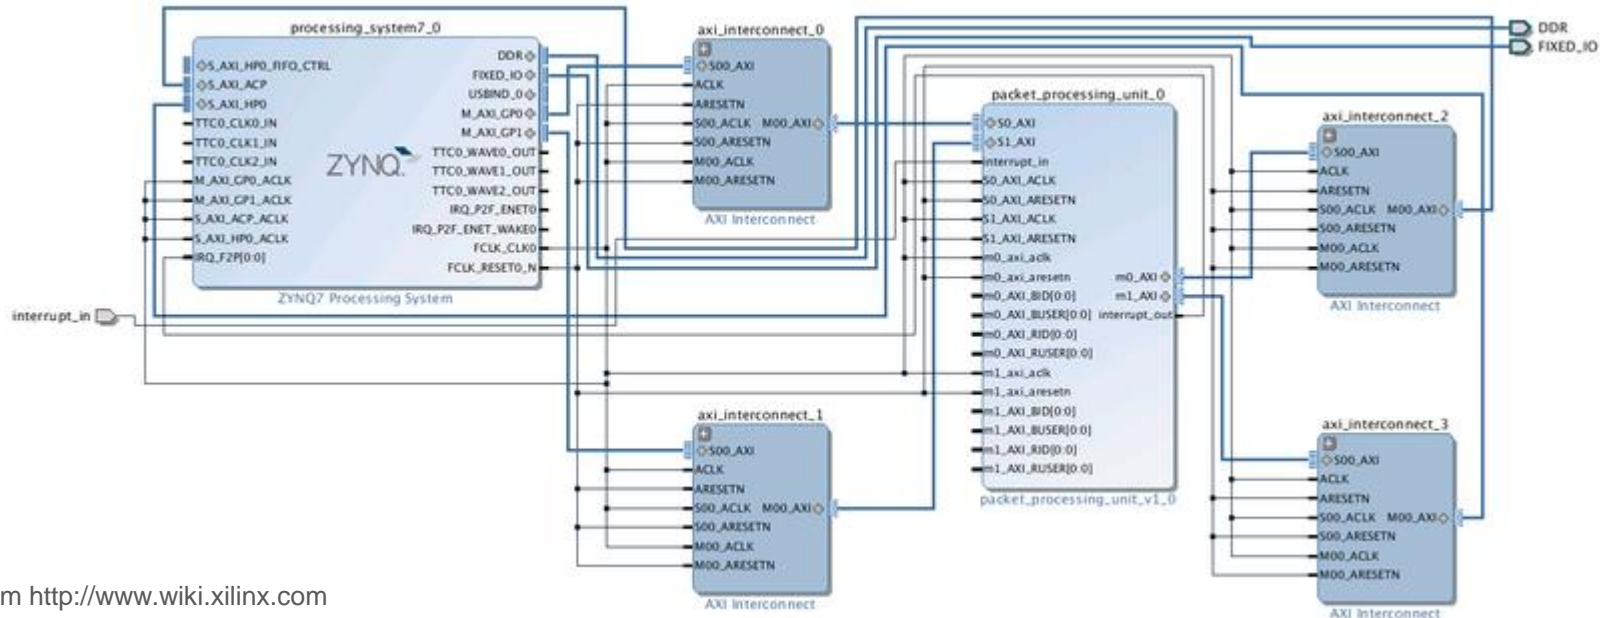 processing_system7_0
S_AXI_HP0_FIFO_CTRL
S_AXI_ACP
S_AXI_HP0
TTC0_CLK0_IN
TTC0_CLK1_IN
TTC0_CLK2_IN
M_AXI_GP0_ACLK
M_AXI_GP1_ACLK
S_AXI_ACP_ACLK
S_AXI_HP0_ACLK
IRQ_F2P[0:0]
ZYNQ
DDR
FIXED_IO
USBIND_0
M_AXI_GP0
M_AXI_GP1
TTC0_WAVE0_OUT
TTC0_WAVE1_OUT
TTC0_WAVE2_OUT
IRQ_P2F_ENET0
IRQ_P2F_ENET_WAKE0
FCLK_CLK0
FCLK_RESET0_N
ZYNQ7 Processing System
interrupt_in
axi_interconnect_0
S00_AXI
ACLK
ARESETN
S00_ACLK M00_AXI
S00_ARESETN
M00_ACLK
M00_ARESETN
AXI Interconnect
axi_interconnect_1
S00_AXI
ACLK
ARESETN
S00_ACLK M00_AXI
S00_ARESETN
M00_ACLK
M00_ARESETN
AXI Interconnect
packet_processing_unit_0
S0_AXI
S1_AXI
interrupt_in
S0_AXI_ACLK
S0_AXI_ARESETN
S1_AXI_ACLK
S1_AXI_ARESETN
m0_axi_aclk
m0_axi_aresetn m0_AXI
m0_AXI_BID[0:0] m1_AXI
m0_AXI_BUSER[0:0] interrupt_out
m0_AXI_RID[0:0]
m0_AXI_RUSER[0:0]
m1_axi_aclk
m1_axi_aresetn
m1_AXI_BID[0:0]
m1_AXI_BUSER[0:0]
m1_AXI_RID[0:0]
m1_AXI_RUSER[0:0]
packet_processing_unit_v1_0
DDR
FIXED_IO
axi_interconnect_2
S00_AXI
ACLK
ARESETN
S00_ACLK M00_AXI
S00_ARESETN
M00_ACLK
M00_ARESETN
AXI Interconnect
axi_interconnect_3
S00_AXI
ACLK
ARESETN
S00_ACLK M00_AXI
S00_ARESETN
M00_ACLK
M00_ARESETN
AXI Interconnect
m http://www.wiki.xilinx.com